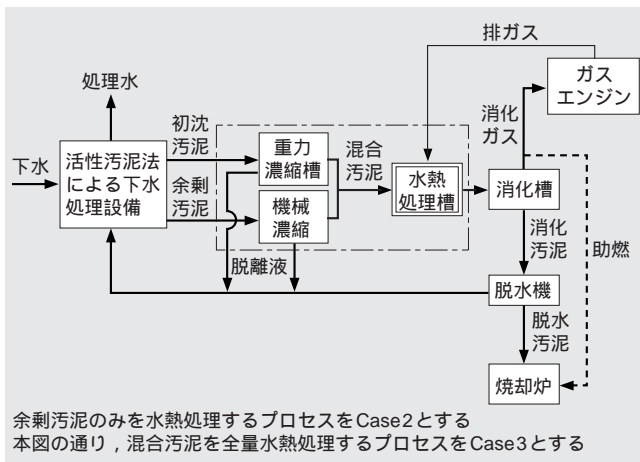 排ガス
処理水
ガス
エンジン
初沈
汚泥
重力
濃縮槽
混合
汚泥
消化
ガス
下水
活性汚泥法
による下水
処理設備
水熱
処理槽
消化槽
余剰
汚泥
機械
濃縮
消化
汚泥
助燃
脱離液
脱水機
脱水
汚泥
焼却炉
余剰汚泥のみを水熱処理するプロセスをCase2とする
本図の通り，混合汚泥を全量水熱処理するプロセスをCase3とする